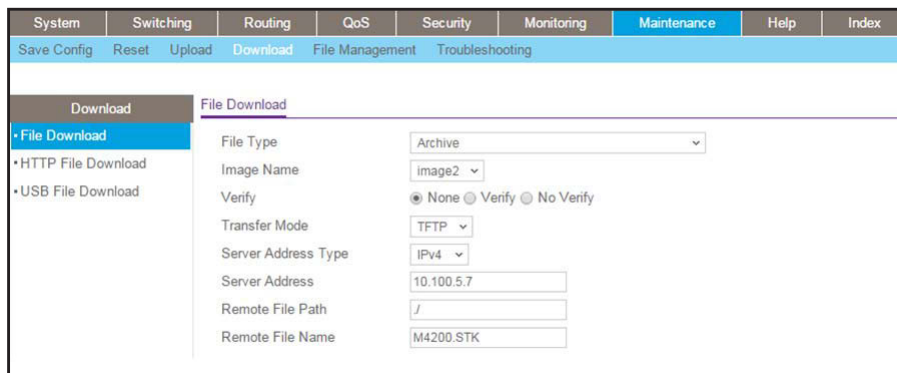 System Switching Routing QoS Security Monitoring Maintenance Help Index
Save Config Reset Upload Download File Management Troubleshooting
Download
• File Download
• HTTP File Download
• USB File Download
File Download
File Type Archive
Image Name image2
Verify None Verify No Verify
Transfer Mode TFTP
Server Address Type IPv4
Server Address 10.100.5.7
Remote File Path ./
Remote File Name M4200.STK